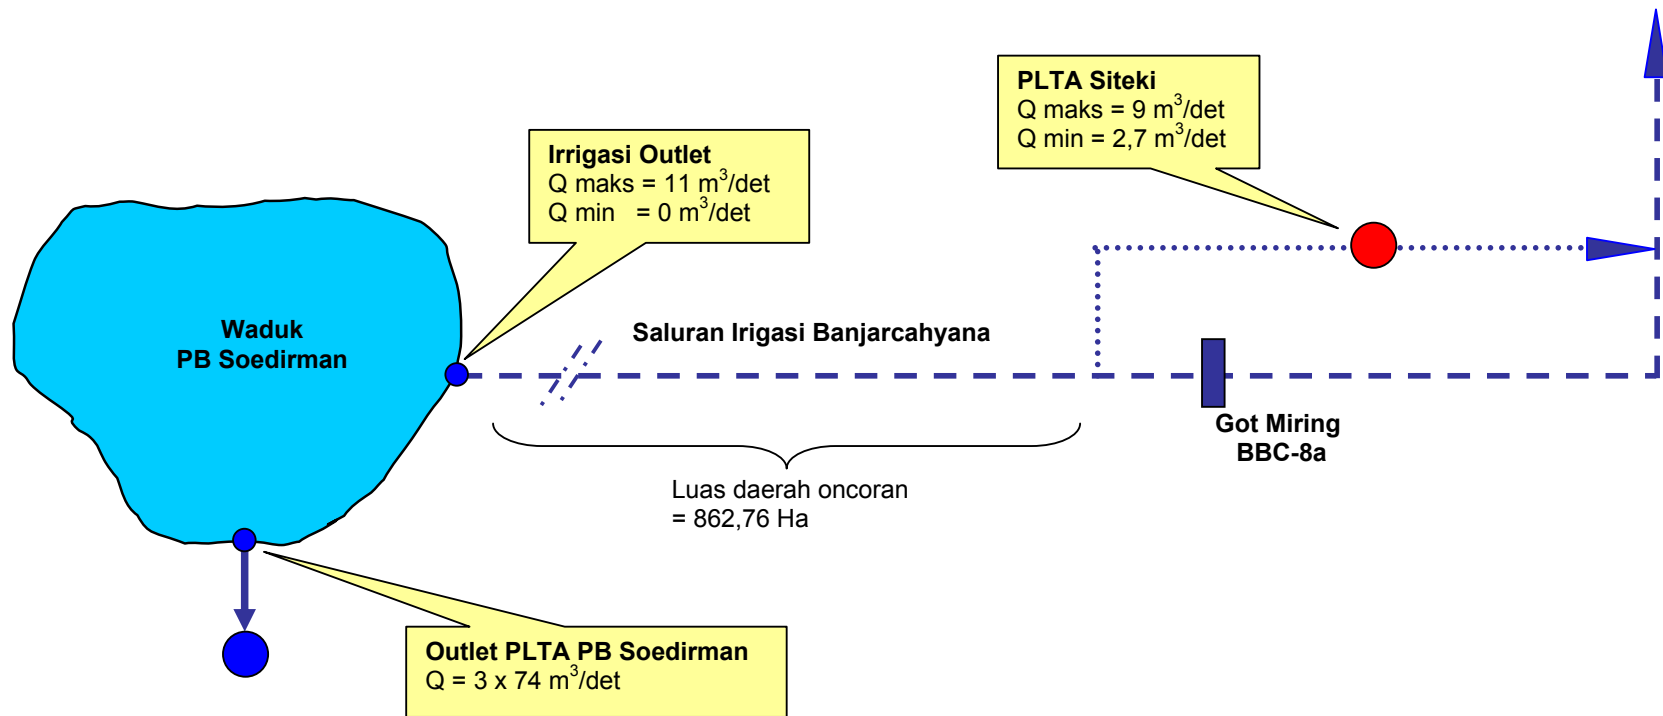 PLTA Siteki
Q maks = 9 m³/det
Q min = 2,7 m³/det
Irrigasi Outlet
Q maks = 11 m³/det
Q min = 0 m³/det
Waduk
PB Soedirman
Saluran Irigasi Banjarcahyana
Got Miring
BBC-8a
Luas daerah oncoran
= 862,76 Ha
Outlet PLTA PB Soedirman
Q = 3 x 74 m³/det